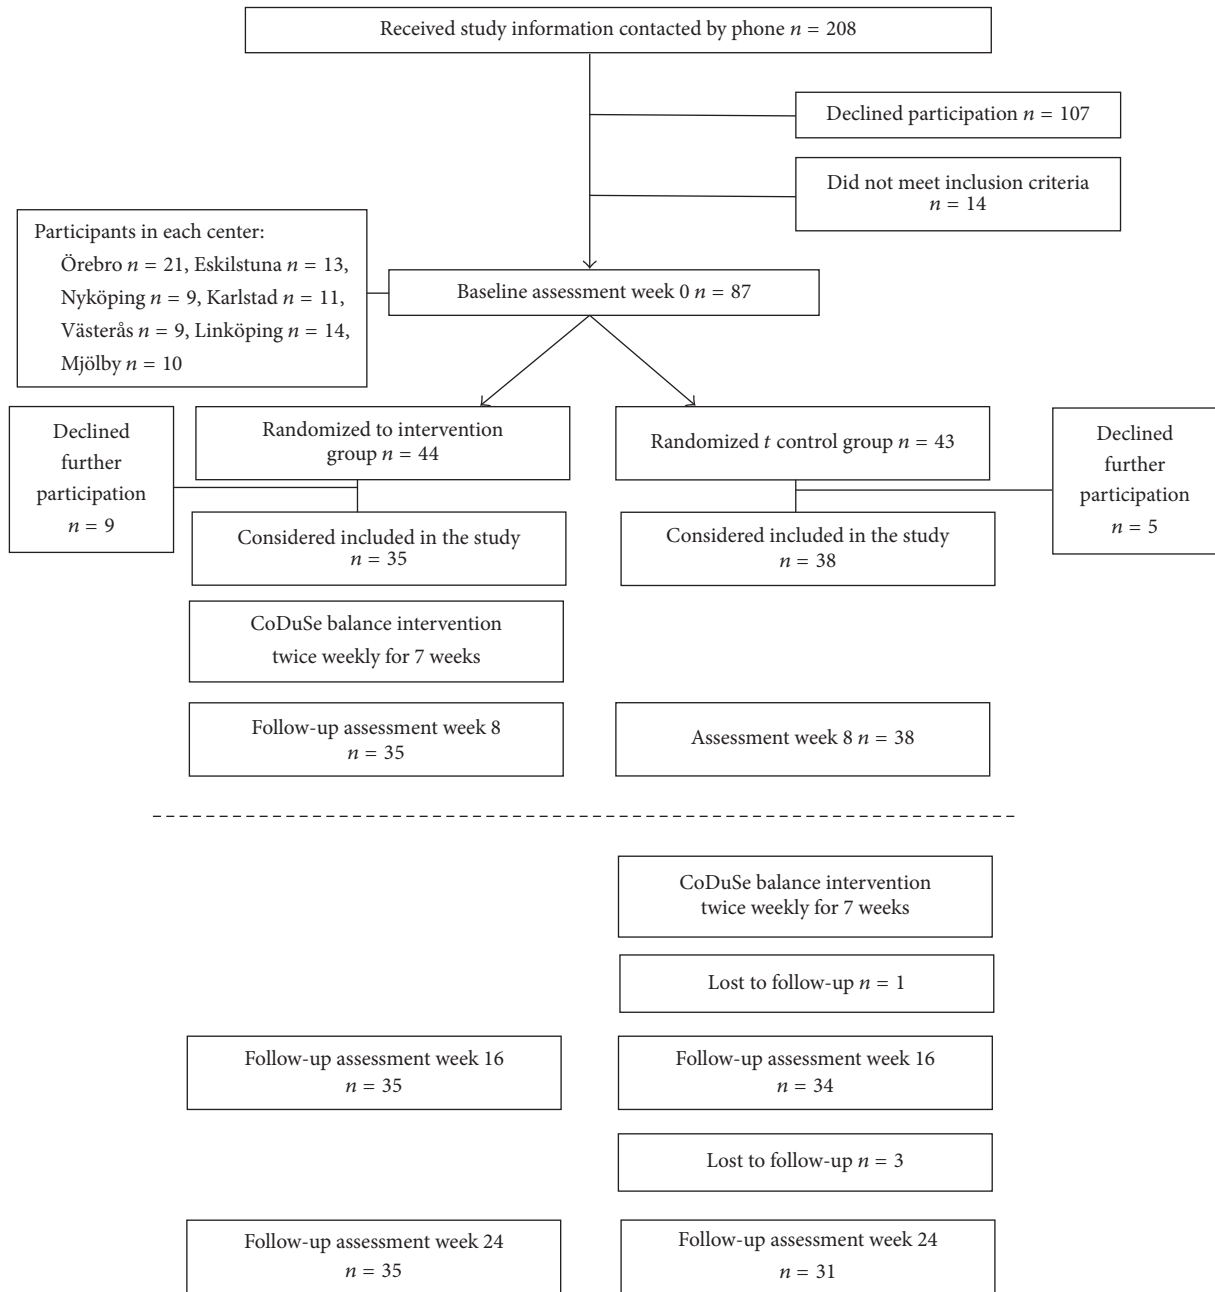 Received study information contacted by phone n = 208
Declined participation n = 107
Did not meet inclusion criteria
n = 14
Participants in each center:
Örebro n = 21, Eskilstuna n = 13,
Nyköping n = 9, Karlstad n = 11,
Västerås n = 9, Linköping n = 14,
Mjölby n = 10
Baseline assessment week 0 n = 87
Declined
further
participation
n = 9
Randomized to intervention
group n = 44
Randomized t control group n = 43
Declined
further
participation
n = 5
Considered included in the study
n = 35
Considered included in the study
n = 38
CoDuSe balance intervention
twice weekly for 7 weeks
Follow-up assessment week 8
n = 35
Assessment week 8 n = 38
CoDuSe balance intervention
twice weekly for 7 weeks
Lost to follow-up n = 1
Follow-up assessment week 16
n = 35
Follow-up assessment week 16
n = 34
Lost to follow-up n = 3
Follow-up assessment week 24
n = 35
Follow-up assessment week 24
n = 31